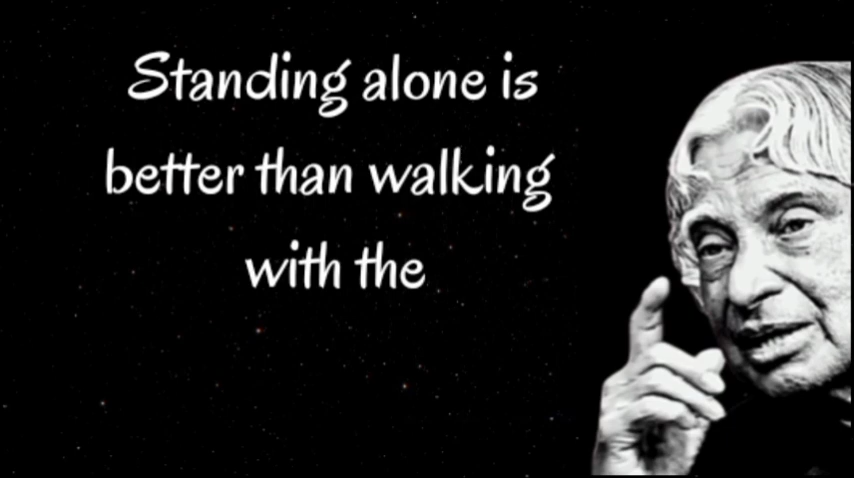 Standing alone is
better than walking
with the